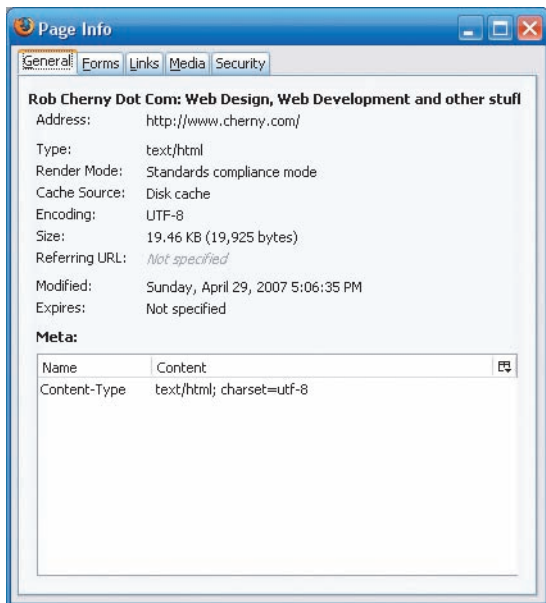 Page Info
General Forms Links Media Security
Rob Cherny Dot Com: Web Design, Web Development and other stuf
Address: http://www.cherny.com/
Type: text/html
Render Mode: Standards compliance mode
Cache Source: Disk cache
Encoding: UTF-8
Size: 19.46 KB (19,925 bytes)
Referring URL: Not specified
Modified: Sunday, April 29, 2007 5:06:35 PM
Expires: Not specified
Meta:
Name Content
Content-Type text/html; charset=utf-8